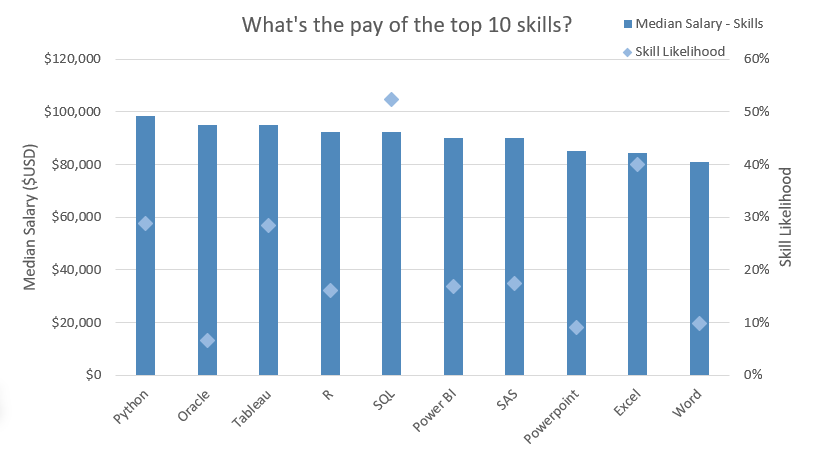 What's the pay of the top 10 skills?
Median Salary - Skills
Skill Likelihood
$120,000
$100,000
$80,000
$60,000
$40,000
$20,000
$0
Median Salary ($USD)
60%
50%
40%
30%
20%
10%
0%
Skill Likelihood
Python
Oracle
Tableau
R
SQL
Power BI
SAS
Powerpoint
Excel
Word